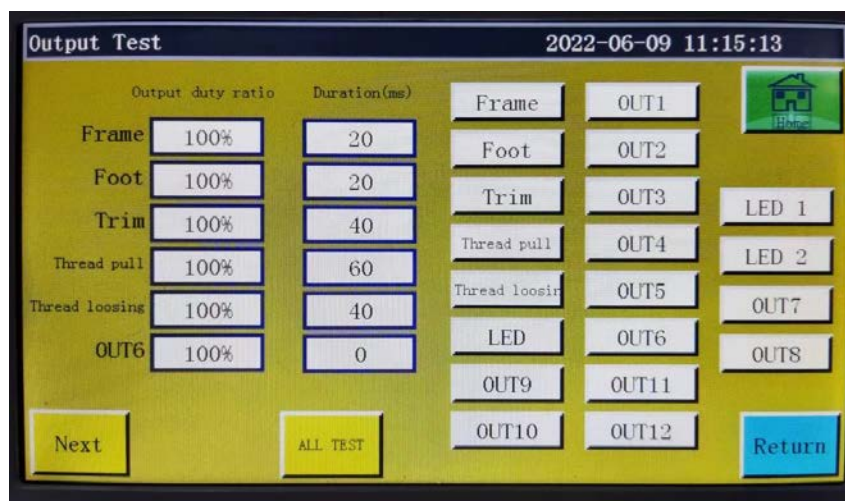 Output Test 2022-06-09 11:15:13
Output duty ratio Duration(ms)
Frame 100% 20
Foot 100% 20
Trim 100% 40
Thread pull 100% 60
Thread loosing 100% 40
OUT6 100% 0
Frame OUT1
Foot OUT2
Trim OUT3
Thread pull OUT4
Thread loosin OUT5
LED OUT6
OUT9 OUT11
OUT10 OUT12
Home
LED 1
LED 2
OUT7
OUT8
Next ALL TEST Return